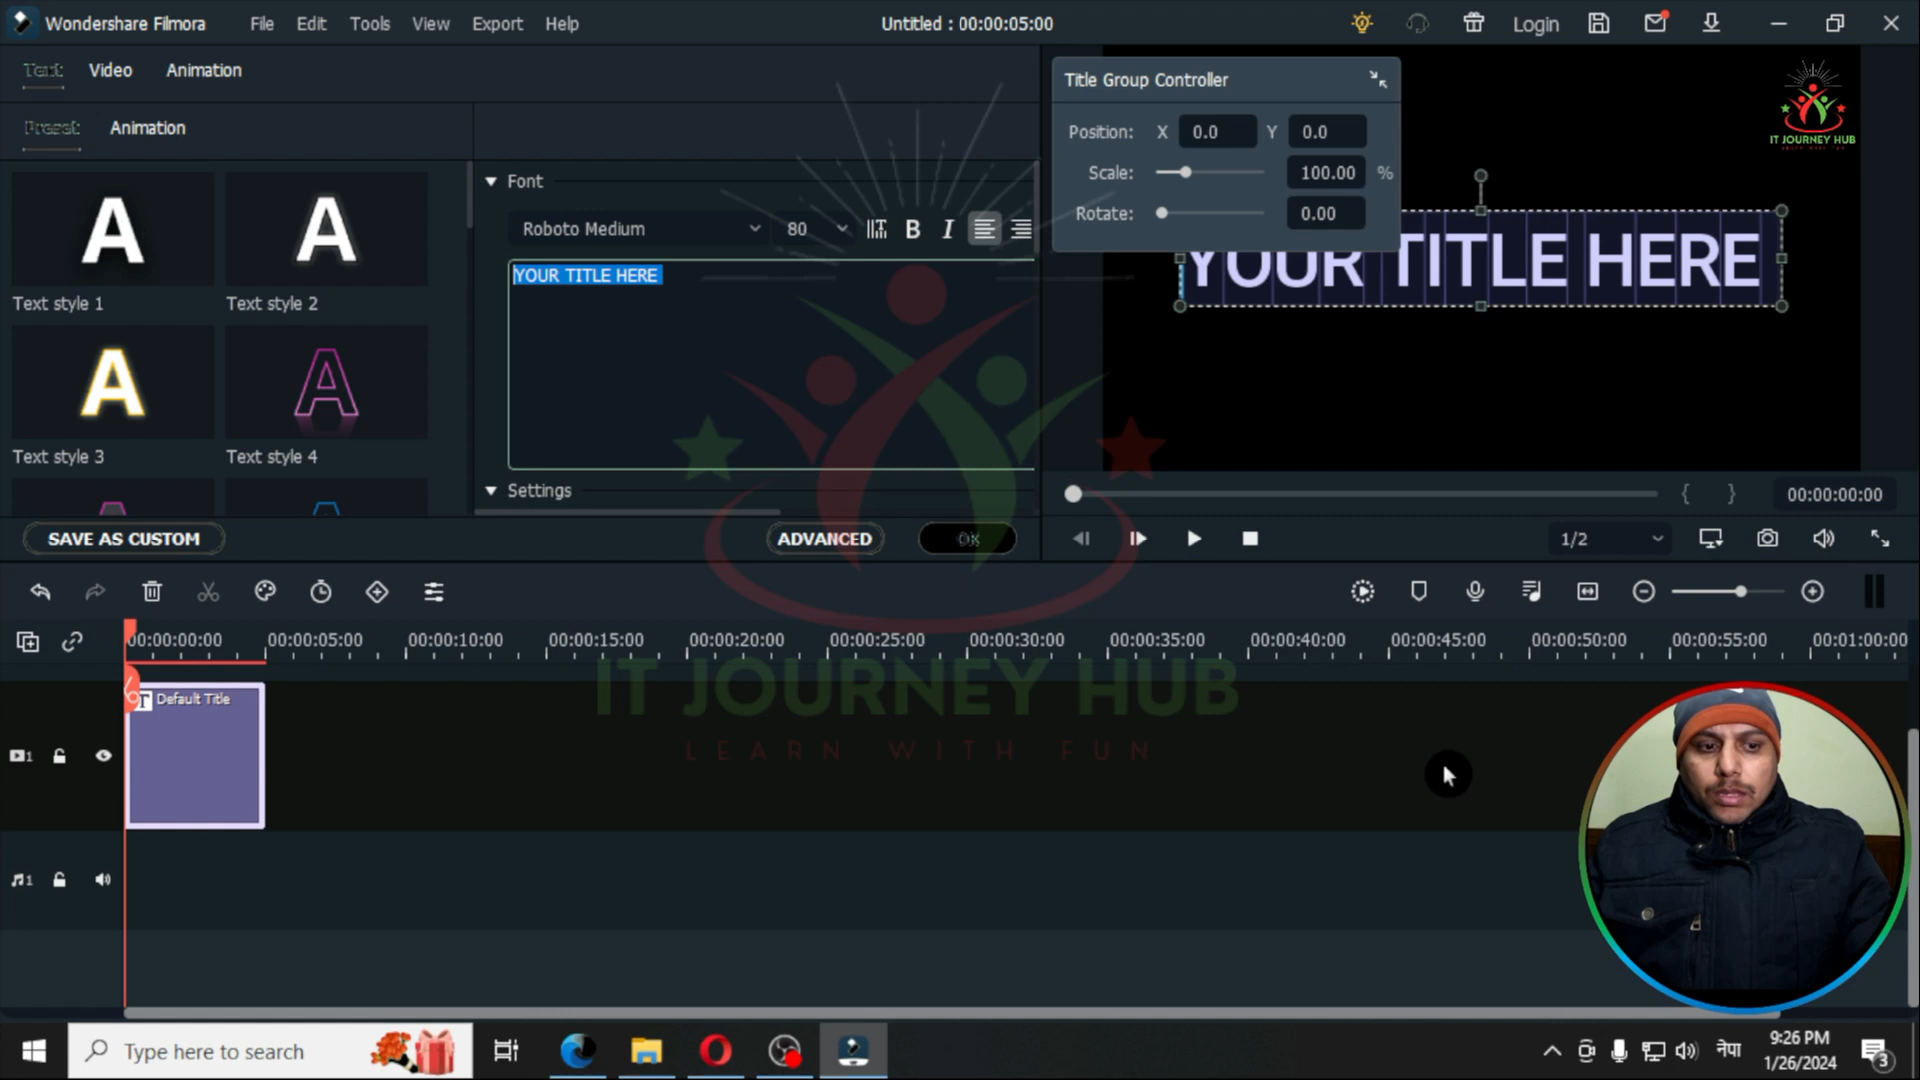 Wondershare Filmora File Edit Tools View Export Help Untitled : 00:00:05:00 Login
Text Video Animation
Preset Animation
Text style 1 Text style 2
Text style 3 Text style 4
Font
Roboto Medium 80 B I
YOUR TITLE HERE
Settings
SAVE AS CUSTOM ADVANCED OK
Title Group Controller
Position: X 0.0 Y 0.0
Scale: 100.00 %
Rotate: 0.00
YOUR TITLE HERE
IT JOURNEY HUB
{ } 00:00:00:00
1/2
00:00:00:00 00:00:05:00 00:00:10:00 00:00:15:00 00:00:20:00 00:00:25:00 00:00:30:00 00:00:35:00 00:00:40:00 00:00:45:00 00:00:50:00 00:00:55:00 00:01:00:00
T Default Title
1
1
IT JOURNEY HUB
LEARN WITH FUN
Type here to search
नेपा
9:26 PM
1/26/2024
3